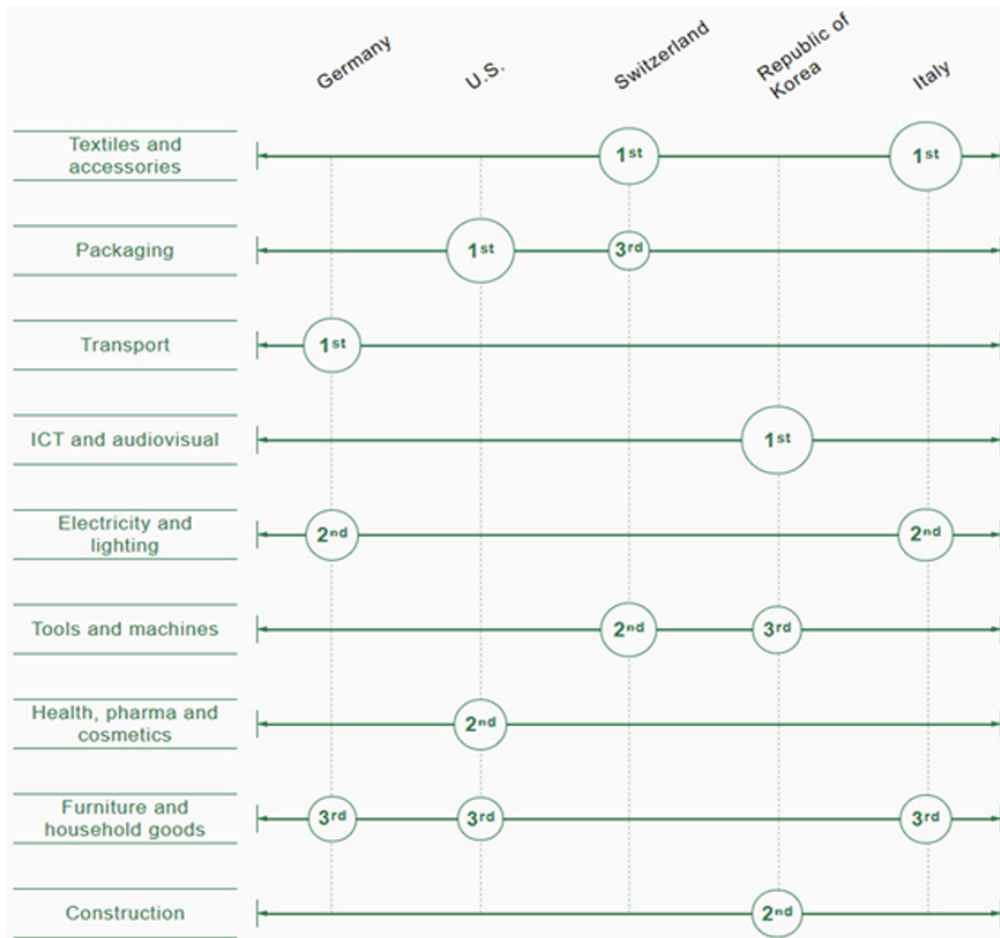 Germany
U.S.
Switzerland
Republic of
Korea
Italy
Textiles and
accessories
1st
1st
Packaging
1st
3rd
Transport
1st
ICT and audiovisual
1st
Electricity and
lighting
2nd
2nd
Tools and machines
2nd
3rd
Health, pharma and
cosmetics
2nd
Furniture and
household goods
3rd
3rd
3rd
Construction
2nd